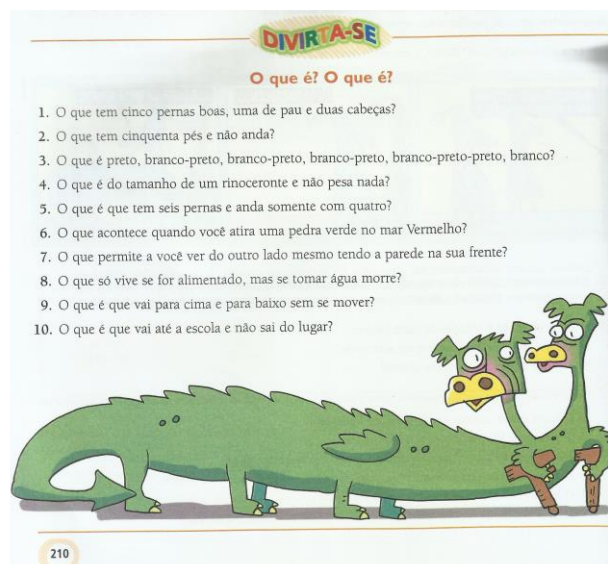 DIVIRTA-SE
O que é? O que é?
1. O que tem cinco pernas boas, uma de pau e duas cabeças?
2. O que tem cinquenta pés e não anda?
3. O que é preto, branco-preto, branco-preto, branco-preto, branco-preto-preto, branco?
4. O que é do tamanho de um rinoceronte e não pesa nada?
5. O que é que tem seis pernas e anda somente com quatro?
6. O que acontece quando você atira uma pedra verde no mar Vermelho?
7. O que permite a você ver do outro lado mesmo tendo a parede na sua frente?
8. O que só vive se for alimentado, mas se tomar água morre?
9. O que é que vai para cima e para baixo sem se mover?
10. O que é que vai até a escola e não sai do lugar?
210